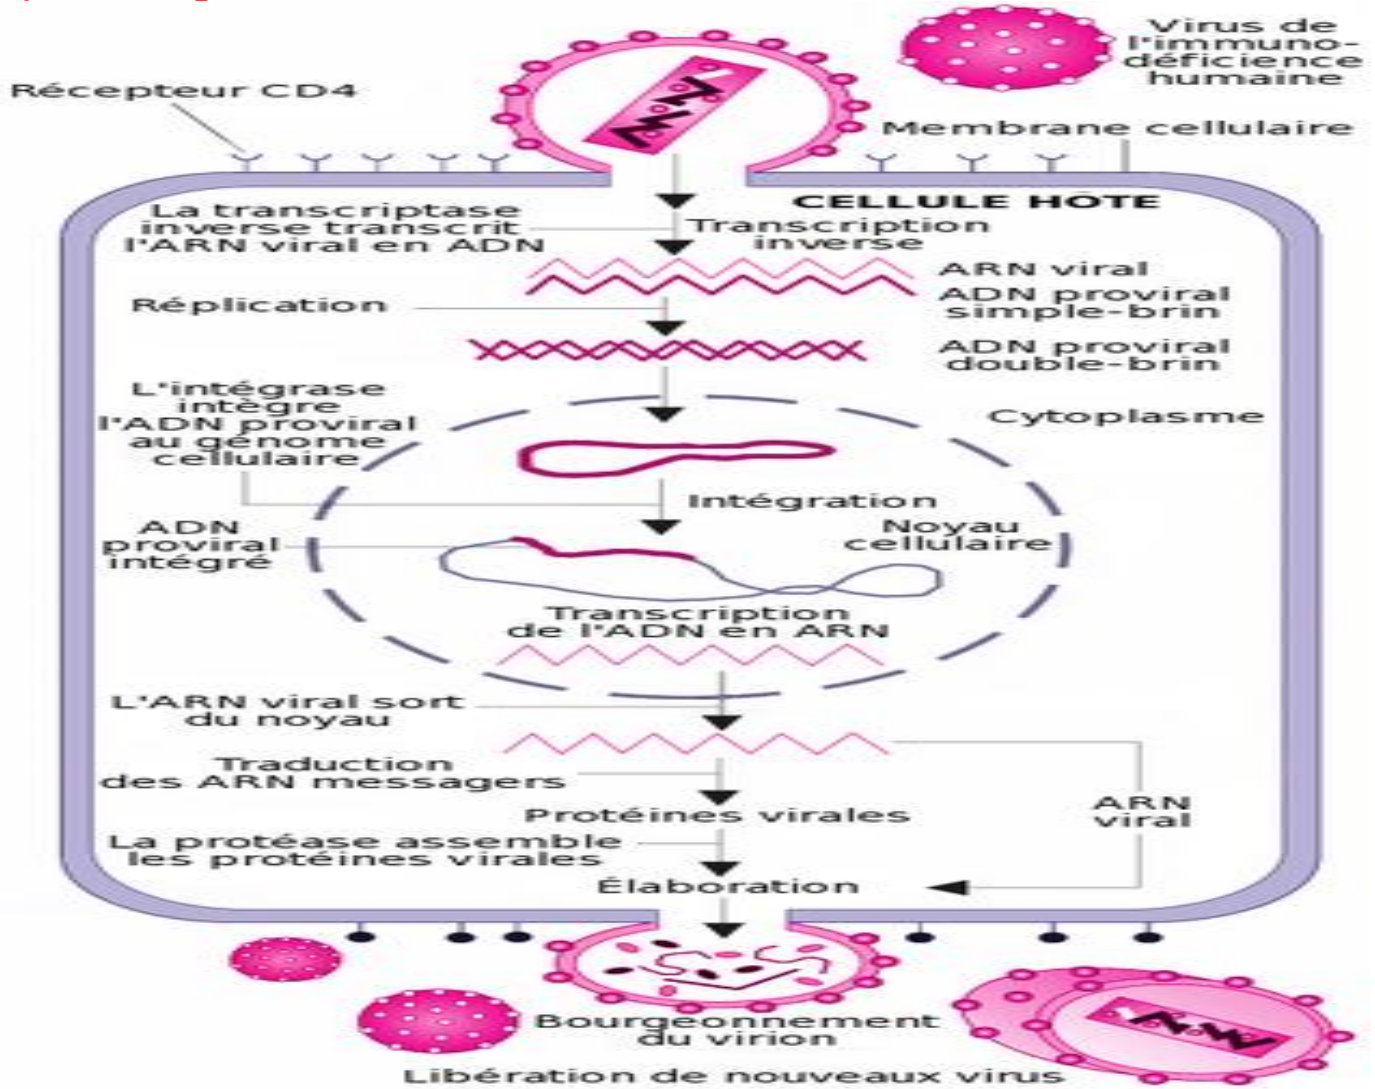 Virus de
l'immuno-
déficience
humaine
Récepteur CD4
Membrane cellulaire
CELLULE HÔTE
La transcriptase
inverse transcrit
l'ARN viral en ADN
Transcription
inverse
ARN viral
ADN proviral
simple-brin
Réplication
ADN proviral
double-brin
L'intégrase
intègre
l'ADN proviral
au génome
cellulaire
Cytoplasme
Intégration
ADN
proviral
intégré
Noyau
cellulaire
Transcription
de l'ADN en ARN
L'ARN viral sort
du noyau
Traduction
des ARN messagers
Protéines virales
ARN
viral
La protéase assemble
les protéines virales
Élaboration
Bourgeonnement
du virion
Libération de nouveaux virus